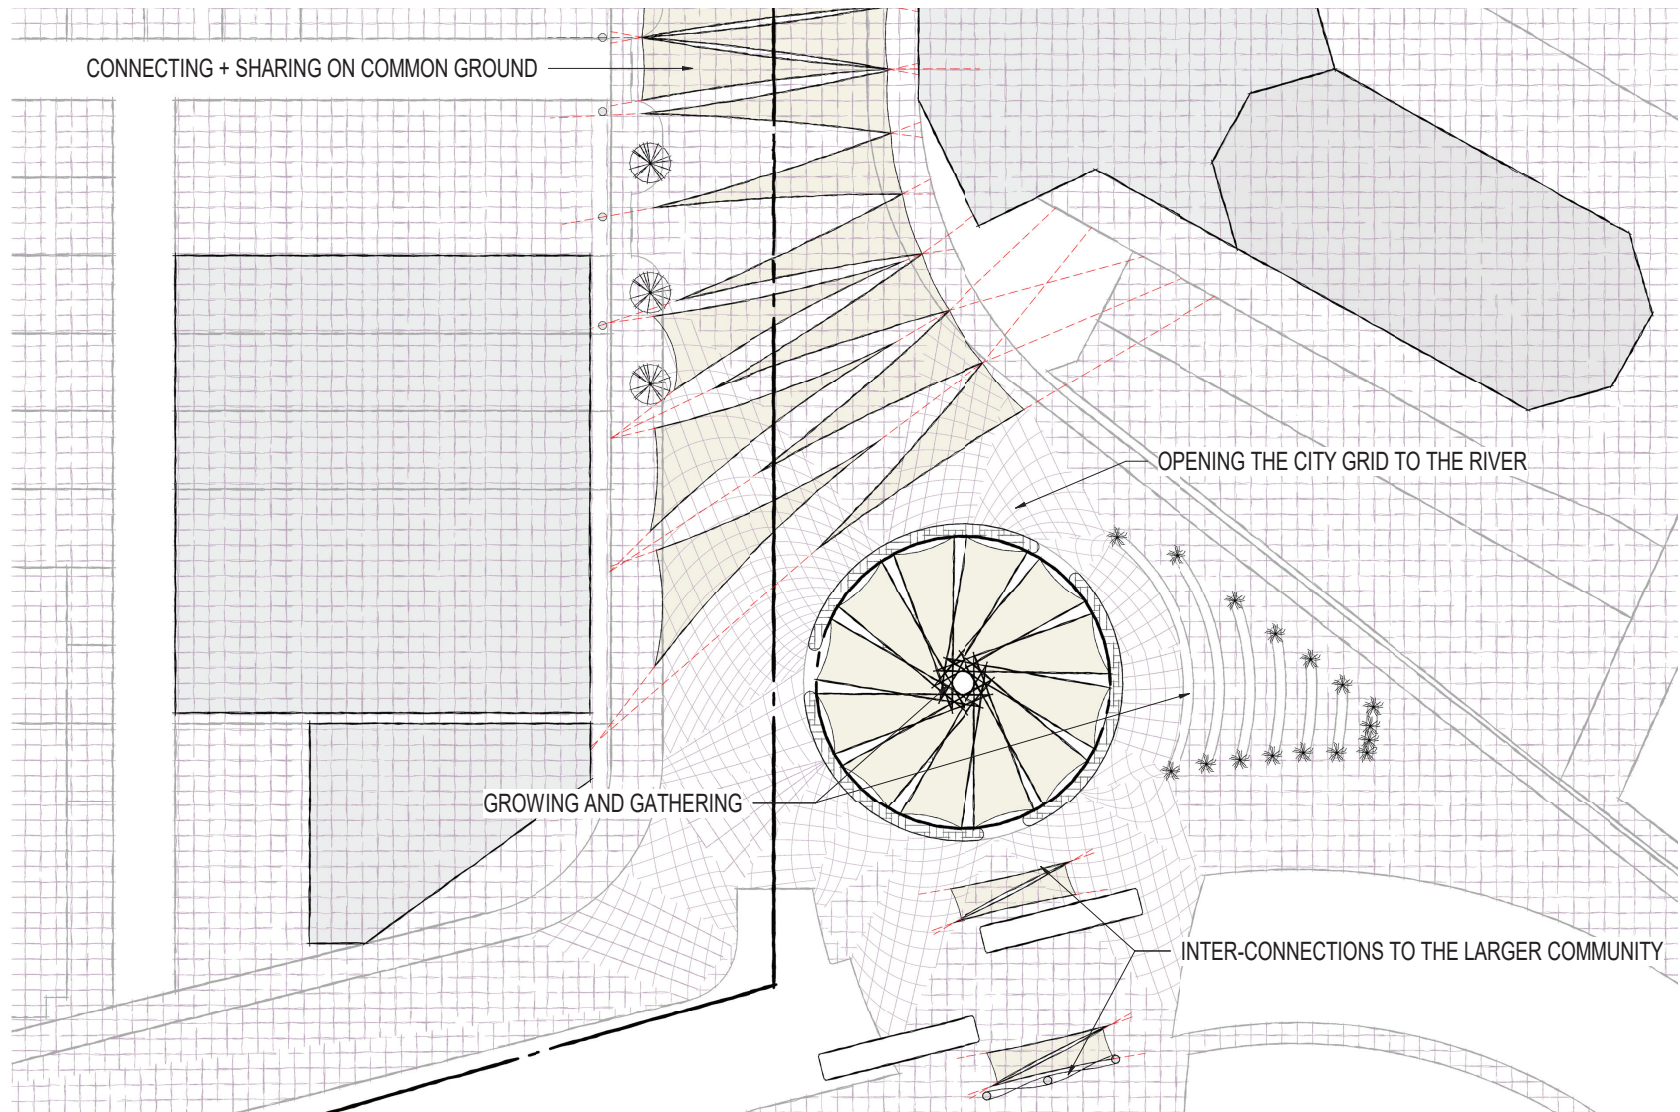 CONNECTING + SHARING ON COMMON GROUND
OPENING THE CITY GRID TO THE RIVER
GROWING AND GATHERING
INTER-CONNECTIONS TO THE LARGER COMMUNITY